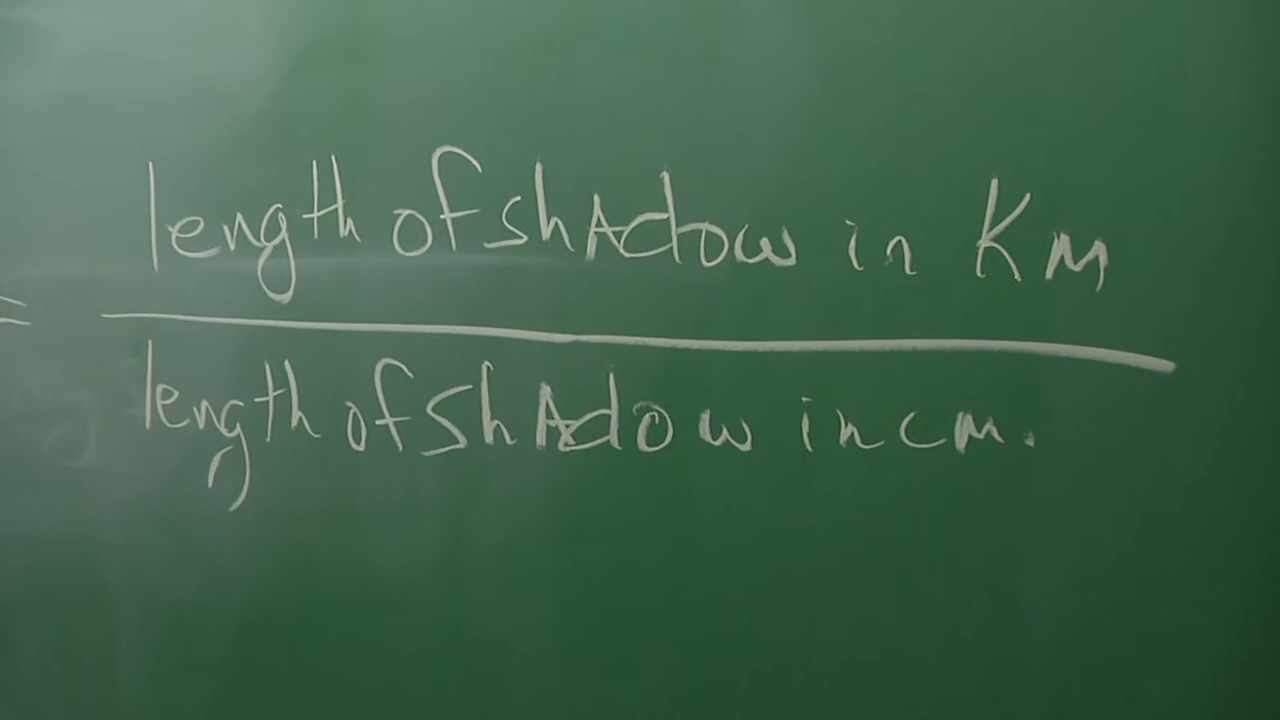 length of shAdow in Km
=
length of shAdow in cm.